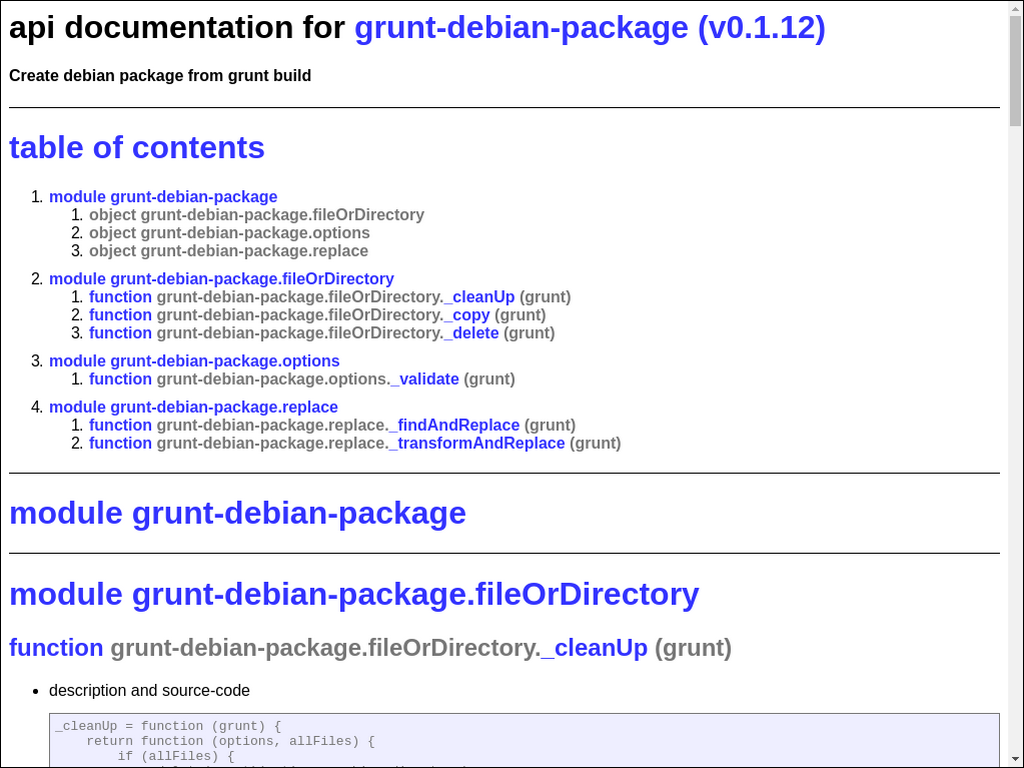 api documentation for grunt-debian-package (v0.1.12)
Create debian package from grunt build
table of contents
1. module grunt-debian-package
1. object grunt-debian-package.fileOrDirectory
2. object grunt-debian-package.options
3. object grunt-debian-package.replace
2. module grunt-debian-package.fileOrDirectory
1. function grunt-debian-package.fileOrDirectory._cleanUp (grunt)
2. function grunt-debian-package.fileOrDirectory._copy (grunt)
3. function grunt-debian-package.fileOrDirectory._delete (grunt)
3. module grunt-debian-package.options
1. function grunt-debian-package.options._validate (grunt)
4. module grunt-debian-package.replace
1. function grunt-debian-package.replace._findAndReplace (grunt)
2. function grunt-debian-package.replace._transformAndReplace (grunt)
module grunt-debian-package
module grunt-debian-package.fileOrDirectory
function grunt-debian-package.fileOrDirectory._cleanUp (grunt)
• description and source-code
_cleanUp = function (grunt) {
    return function (options, allFiles) {
        if (allFiles) {